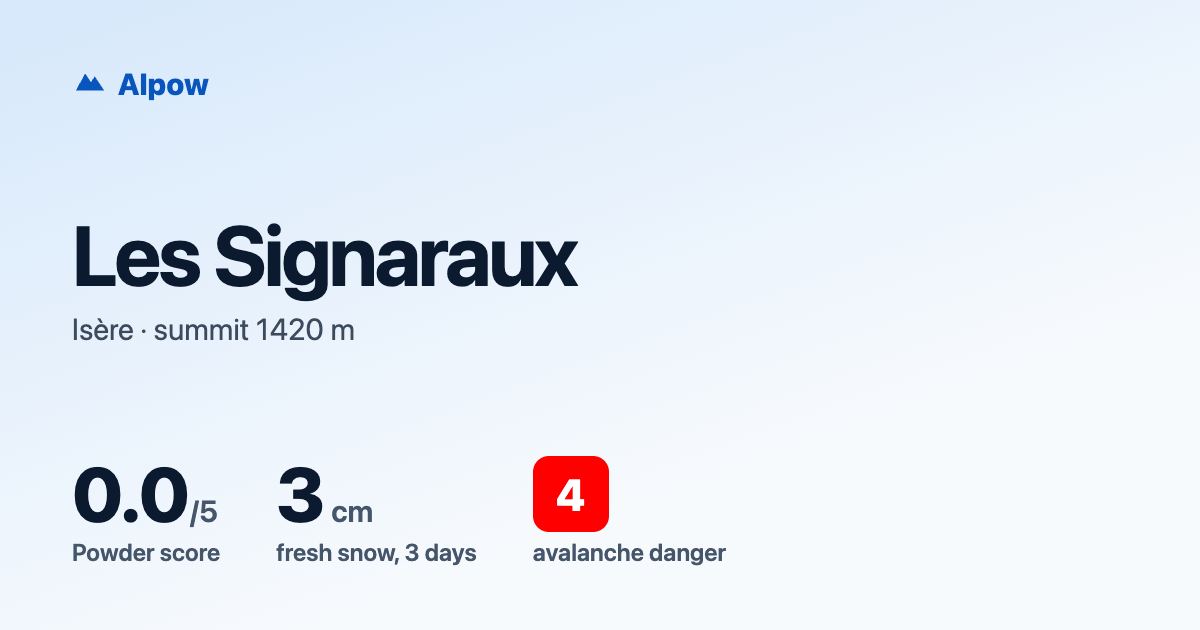 Alpow
Les Signaraux
Isère · summit 1420 m
0.0/5
Powder score
3 cm
fresh snow, 3 days
4
avalanche danger